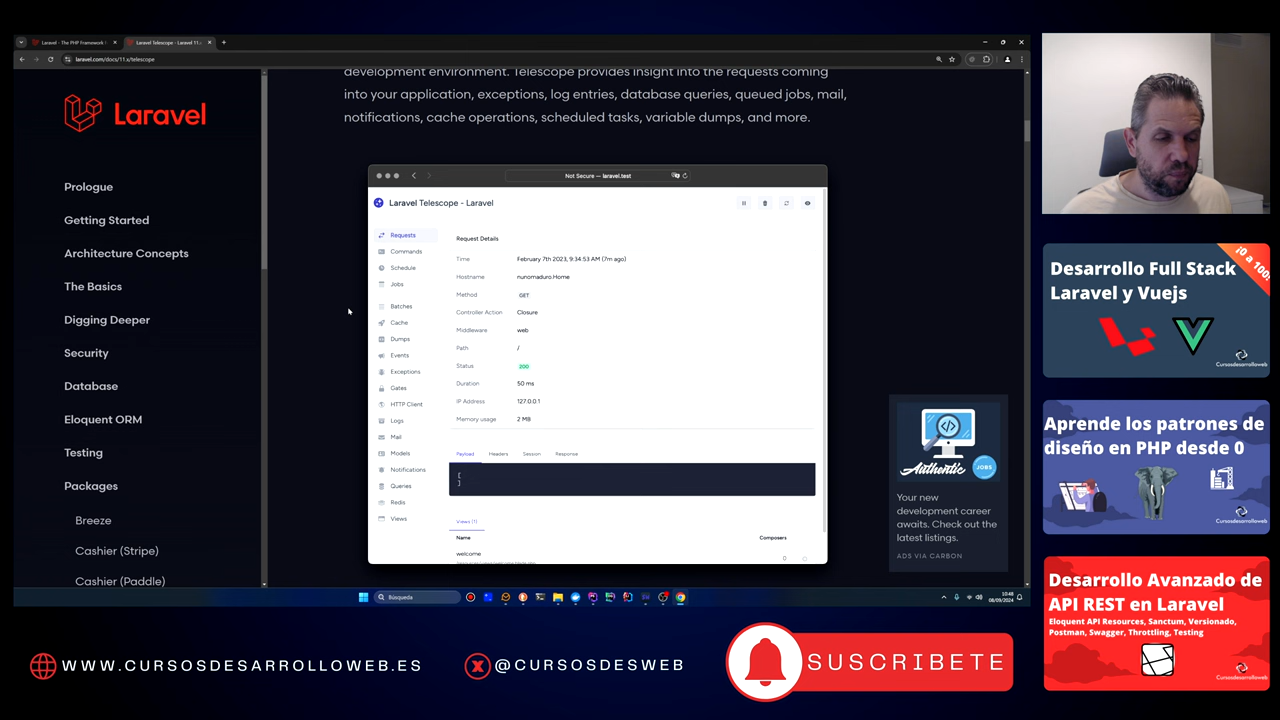 Laravel - The PHP Framework
Laravel Telescope - Laravel 11.
laravel.com/docs/11.x/telescope
Laravel
Prologue
Getting Started
Architecture Concepts
The Basics
Digging Deeper
Security
Database
Eloquent ORM
Testing
Packages
Breeze
Cashier (Stripe)
Cashier (Paddle)
development environment. Telescope provides insight into the requests coming
into your application, exceptions, log entries, database queries, queued jobs, mail,
notifications, cache operations, scheduled tasks, variable dumps, and more.
Not Secure — laravel.test
Laravel Telescope - Laravel
Requests
Commands
Schedule
Jobs
Batches
Cache
Dumps
Events
Exceptions
Gates
HTTP Client
Logs
Mail
Models
Notifications
Queries
Redis
Views
Request Details
Time February 7th 2023, 9:34:53 AM (7m ago)
Hostname nunomaduro.Home
Method GET
Controller Action Closure
Middleware web
Path /
Status 200
Duration 50 ms
IP Address 127.0.0.1
Memory usage 2 MB
Payload Headers Session Response
[
]
Views (1)
Name Composers
welcome
0
Authentic
JOBS
Your new
development career
awaits. Check out the
latest listings.
ADS VIA CARBON
Búsqueda
10:48
08/09/2024
Desarrollo Full Stack
Laravel y Vuejs
¡0 a 100
Cursosdesarrolloweb
Aprende los patrones de
diseño en PHP desde 0
Cursosdesarrolloweb
Desarrollo Avanzado de
API REST en Laravel
Eloquent API Resources, Sanctum, Versionado,
Postman, Swagger, Throttling, Testing
Cursosdesarrolloweb
WWW.CURSOSDESARROLLOWEB.ES
X
@CURSOSDESWEB
SUSCRIBETE